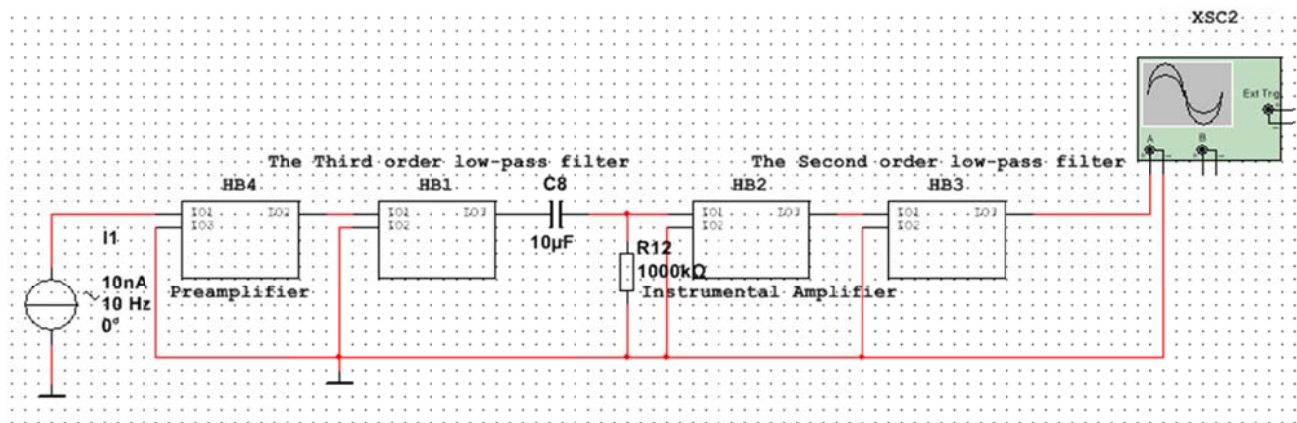 XSC2
Ext Trg
+
A
B
+
-
+
-
-
The Third order low-pass filter
The Second order low-pass filter
HB4
HB1
C8
HB2
HB3
IO1
IO2
IO3
IO1
IO3
IO2
IO1
IO3
IO2
IO1
IO3
IO2
I1
10µF
R12
1000kΩ
10nA
10 Hz
0°
Preamplifier
Instrumental Amplifier